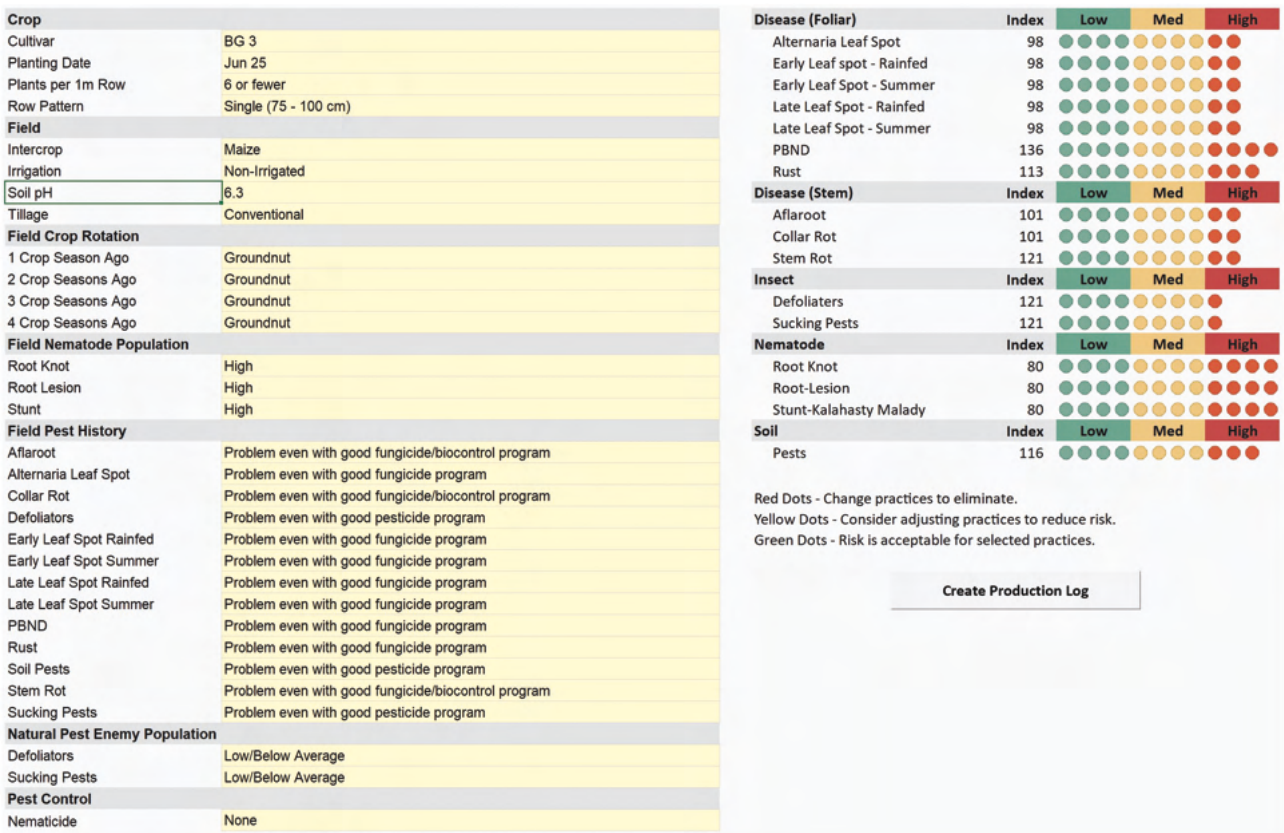 Crop
Cultivar BG 3
Planting Date Jun 25
Plants per 1m Row 6 or fewer
Row Pattern Single (75 - 100 cm)
Field
Intercrop Maize
Irrigation Non-Irrigated
Soil pH 6.3
Tillage Conventional
Field Crop Rotation
1 Crop Season Ago Groundnut
2 Crop Seasons Ago Groundnut
3 Crop Seasons Ago Groundnut
4 Crop Seasons Ago Groundnut
Field Nematode Population
Root Knot High
Root Lesion High
Stunt High
Field Pest History
Aflaroot Problem even with good fungicide/biocontrol program
Alternaria Leaf Spot Problem even with good fungicide program
Collar Rot Problem even with good fungicide/biocontrol program
Defoliators Problem even with good pesticide program
Early Leaf Spot Rainfed Problem even with good fungicide program
Early Leaf Spot Summer Problem even with good fungicide program
Late Leaf Spot Rainfed Problem even with good fungicide program
Late Leaf Spot Summer Problem even with good fungicide program
PBND Problem even with good fungicide program
Rust Problem even with good fungicide program
Soil Pests Problem even with good pesticide program
Stem Rot Problem even with good fungicide/biocontrol program
Sucking Pests Problem even with good pesticide program
Natural Pest Enemy Population
Defoliators Low/Below Average
Sucking Pests Low/Below Average
Pest Control
Nematicide None
Disease (Foliar) Index Low Med High
Alternaria Leaf Spot 98
Early Leaf spot - Rainfed 98
Early Leaf Spot - Summer 98
Late Leaf Spot - Rainfed 98
Late Leaf Spot - Summer 98
PBND 136
Rust 113
Disease (Stem) Index Low Med High
Aflaroot 101
Collar Rot 101
Stem Rot 121
Insect Index Low Med High
Defoliaters 121
Sucking Pests 121
Nematode Index Low Med High
Root Knot 80
Root-Lesion 80
Stunt-Kalahasty Malady 80
Soil Index Low Med High
Pests 116
Red Dots - Change practices to eliminate.
Yellow Dots - Consider adjusting practices to reduce risk.
Green Dots - Risk is acceptable for selected practices.
Create Production Log